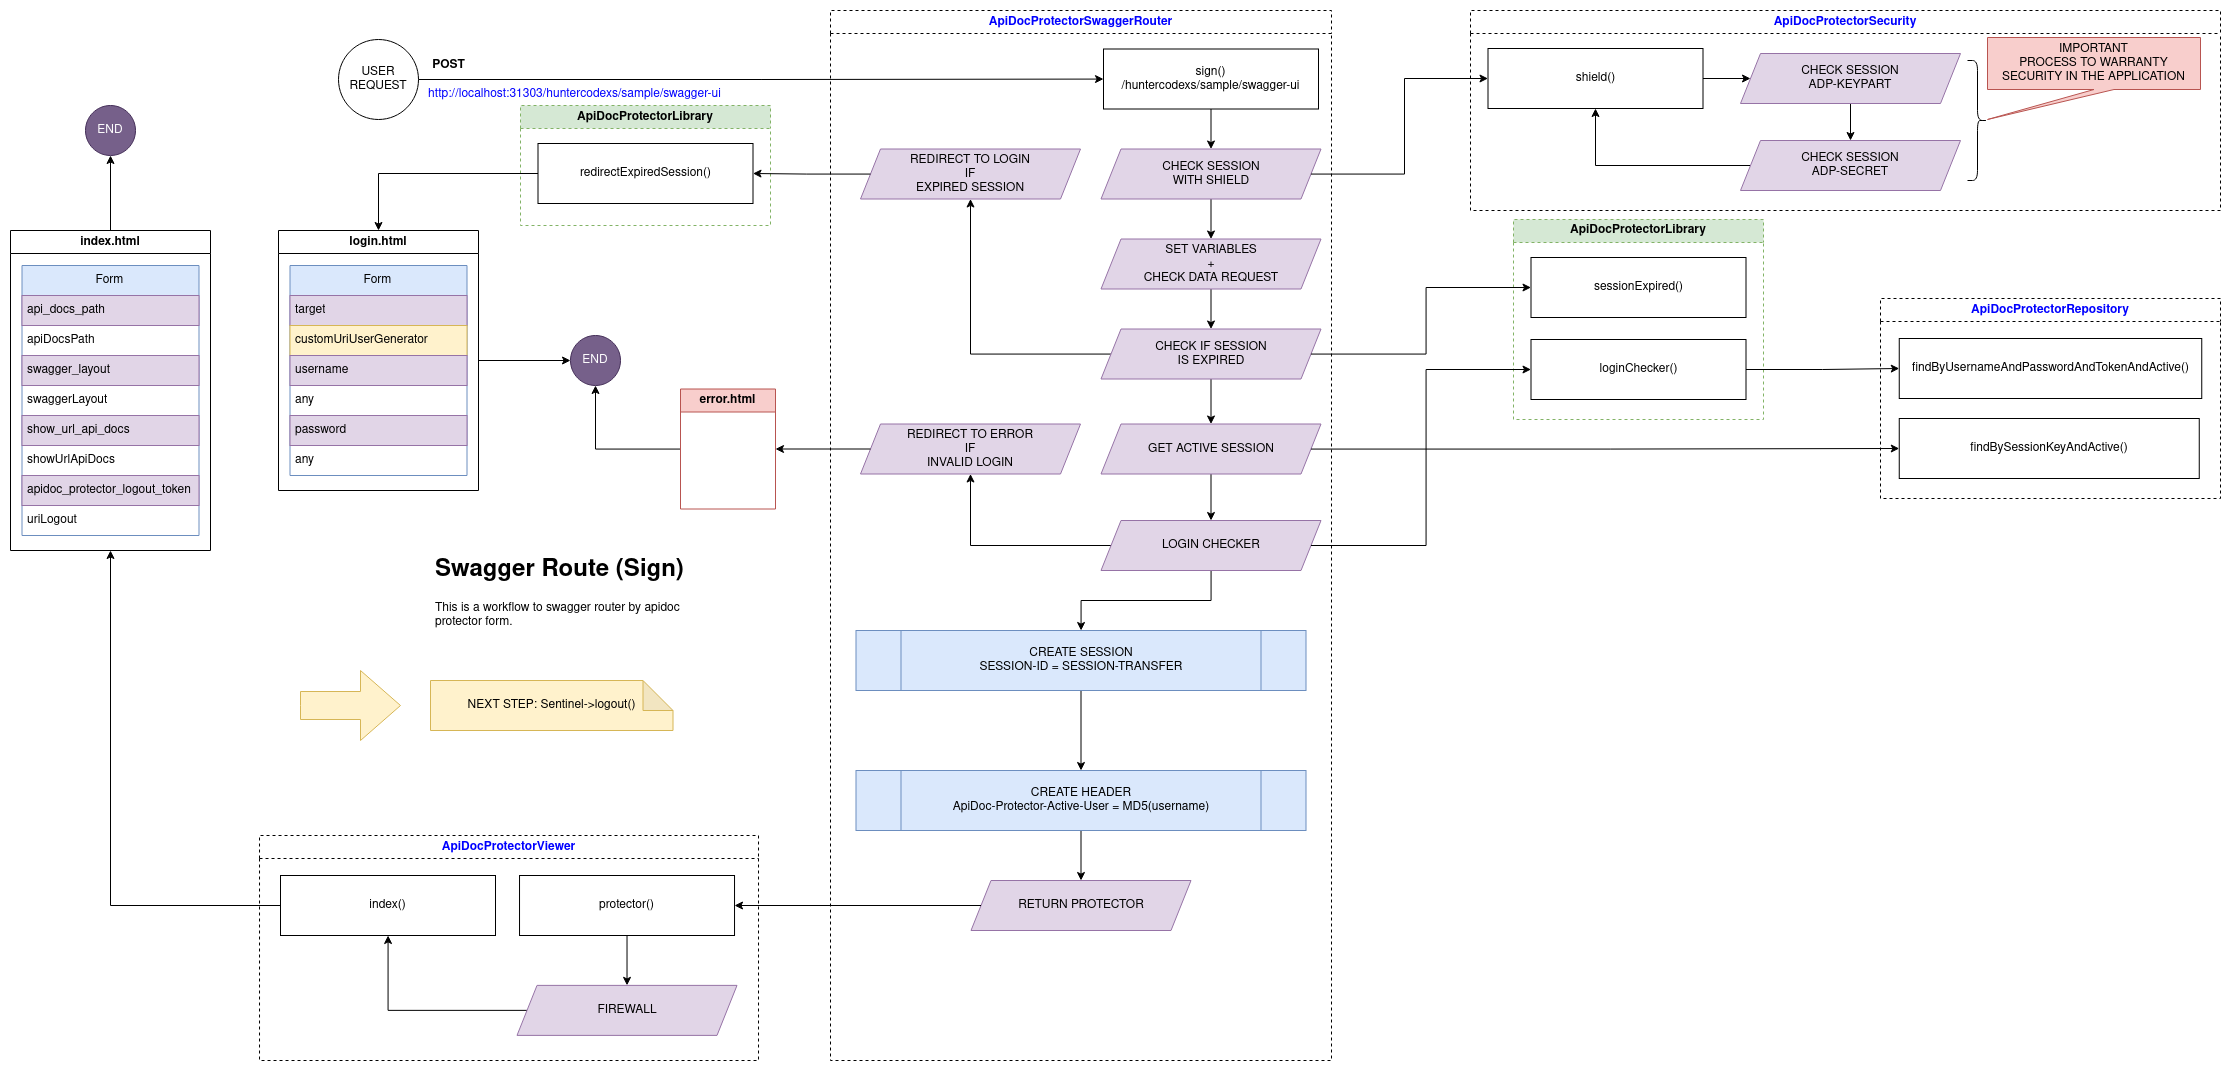 ApiDocProtectorSwaggerRouter
ApiDocProtectorSecurity
USER
REQUEST
POST
http://localhost:31303/huntercodexs/sample/swagger-ui
sign()
/huntercodexs/sample/swagger-ui
shield()
CHECK SESSION
ADP-KEYPART
IMPORTANT
PROCESS TO WARRANTY
SECURITY IN THE APPLICATION
CHECK SESSION
ADP-SECRET
END
ApiDocProtectorLibrary
redirectExpiredSession()
REDIRECT TO LOGIN
IF
EXPIRED SESSION
CHECK SESSION
WITH SHIELD
SET VARIABLES
+
CHECK DATA REQUEST
CHECK IF SESSION
IS EXPIRED
ApiDocProtectorLibrary
sessionExpired()
loginChecker()
ApiDocProtectorRepository
findByUsernameAndPasswordAndTokenAndActive()
findBySessionKeyAndActive()
index.html
Form
api_docs_path
apiDocsPath
swagger_layout
swaggerLayout
show_url_api_docs
showUrlApiDocs
apidoc_protector_logout_token
uriLogout
login.html
Form
target
customUriUserGenerator
username
any
password
any
END
error.html
REDIRECT TO ERROR
IF
INVALID LOGIN
GET ACTIVE SESSION
LOGIN CHECKER
Swagger Route (Sign)
This is a workflow to swagger router by apidoc
protector form.
NEXT STEP: Sentinel->logout()
CREATE SESSION
SESSION-ID = SESSION-TRANSFER
CREATE HEADER
ApiDoc-Protector-Active-User = MD5(username)
RETURN PROTECTOR
ApiDocProtectorViewer
index()
protector()
FIREWALL